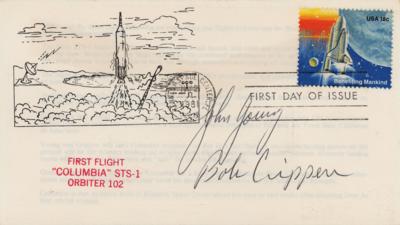 USA 18c
Benefiting Mankind
1981
FIRST DAY OF ISSUE
John Young
FIRST FLIGHT
"COLUMBIA" STS-1
ORBITER 102
Bob Crippen